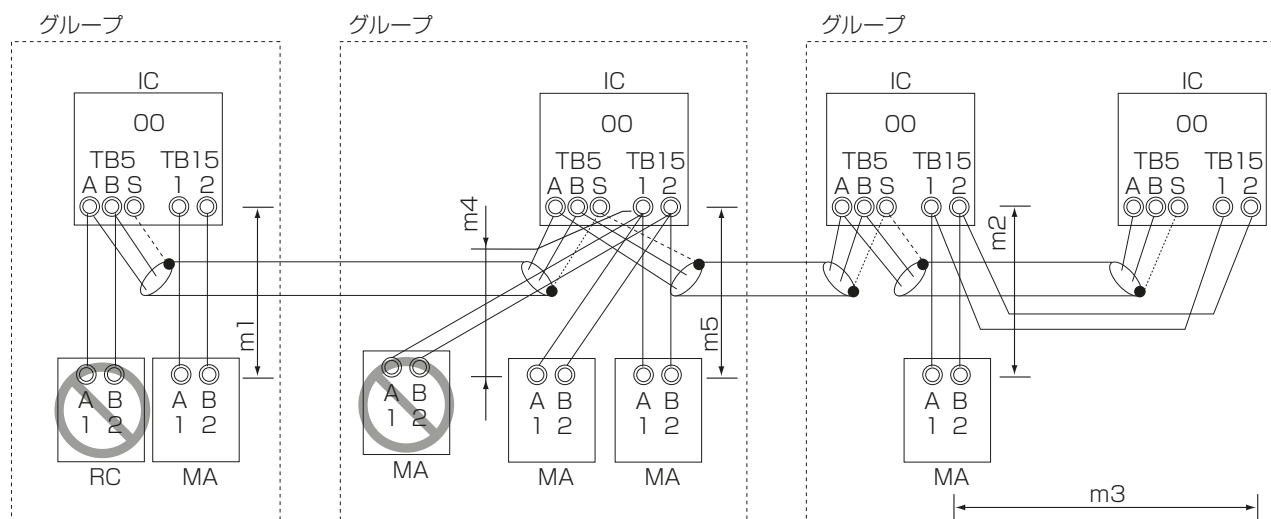 グループ グループ グループ
IC IC IC IC
00 00 00 00
TB5 TB15 TB5 TB15 TB5 TB15 TB5 TB15
A B S 1 2 A B S 1 2 A B S 1 2 A B S 1 2
m4
m2
m1
m5
A B A B A B A B A B A B
1 2 1 2 1 2 1 2 1 2 1 2
RC MA MA MA MA MA
m3